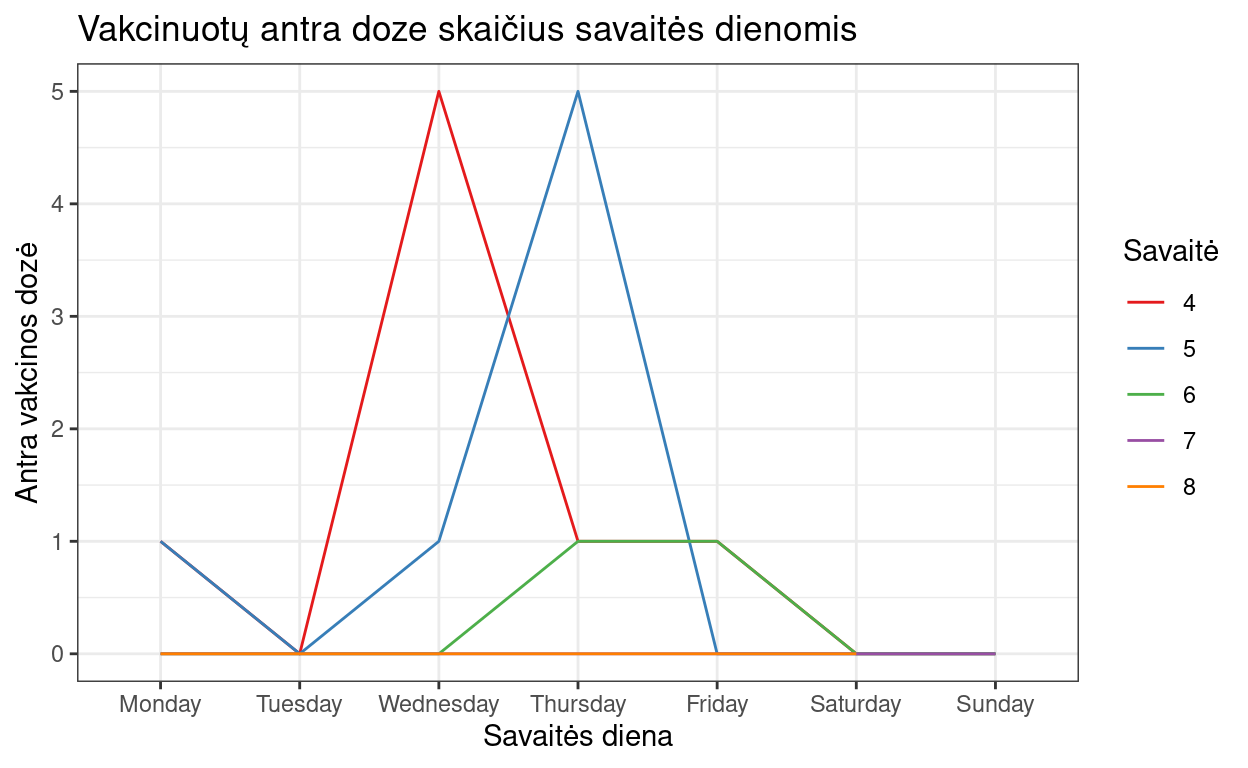 Vakcinuotų antra doze skaičius savaitės dienomis
Antra vakcinos dozė
5
4
3
2
1
0
Monday Tuesday Wednesday Thursday Friday Saturday Sunday
Savaitės diena
Savaitė
4
5
6
7
8